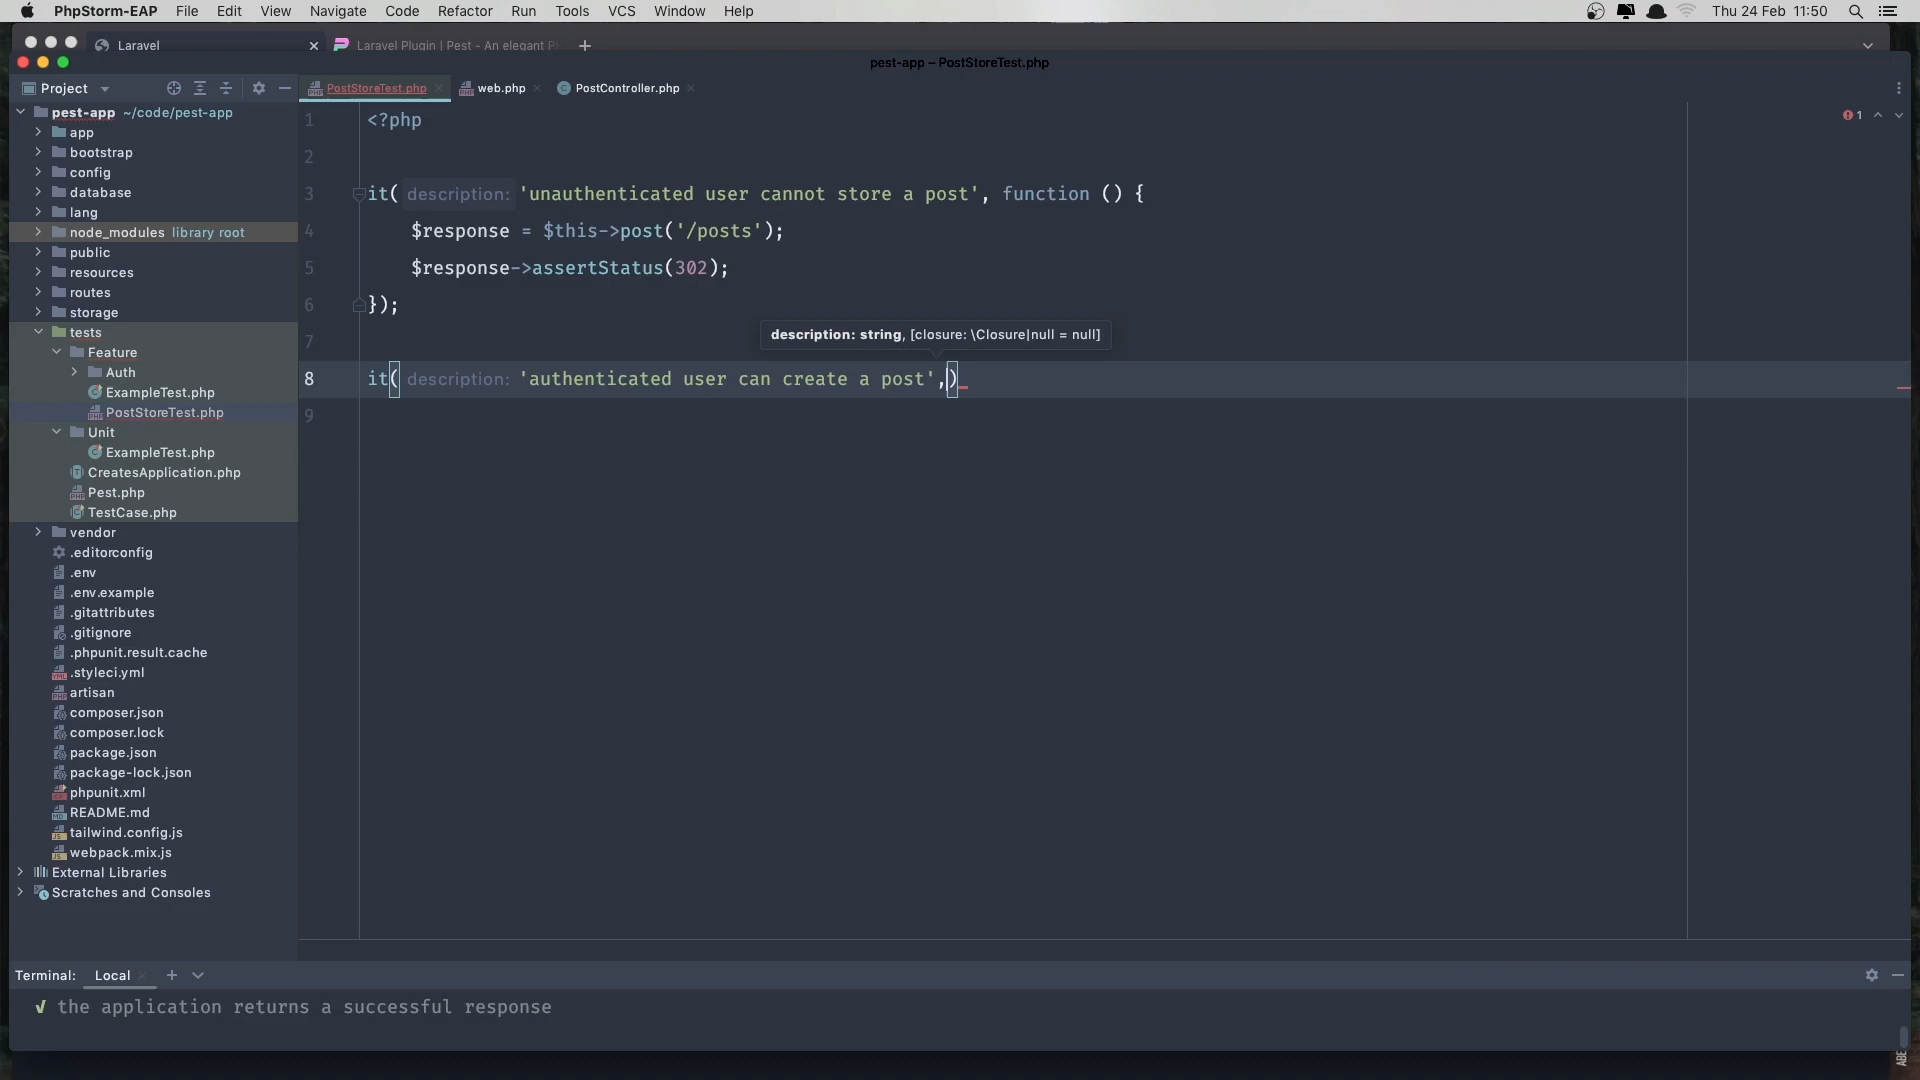 PhpStorm-EAP File Edit View Navigate Code Refactor Run Tools VCS Window Help Thu 24 Feb 11:50
Laravel Laravel Plugin | Pest - An elegant
pest-app – PostStoreTest.php
Project PostStoreTest.php web.php PostController.php
pest-app ~/code/pest-app
app
bootstrap
config
database
lang
node_modules library root
public
resources
routes
storage
tests
Feature
Auth
ExampleTest.php
PostStoreTest.php
Unit
ExampleTest.php
CreatesApplication.php
Pest.php
TestCase.php
vendor
.editorconfig
.env
.env.example
.gitattributes
.gitignore
.phpunit.result.cache
.styleci.yml
artisan
composer.json
composer.lock
package.json
package-lock.json
phpunit.xml
README.md
tailwind.config.js
webpack.mix.js
External Libraries
Scratches and Consoles
1 <?php
2
3 it( description: 'unauthenticated user cannot store a post', function () {
4 $response = $this->post('/posts');
5 $response->assertStatus(302);
6 });
7
description: string, [closure: \Closure|null = null]
8 it( description: 'authenticated user can create a post',)
9
1
Terminal: Local
√ the application returns a successful response